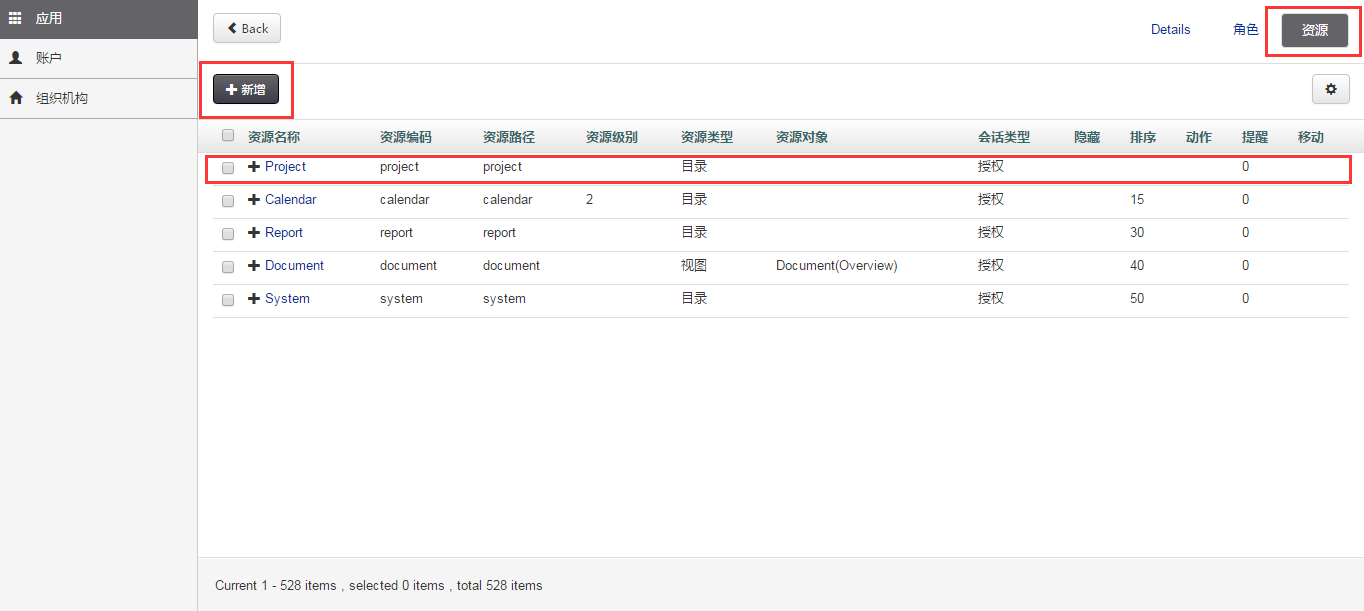 应用
账户
组织机构
Back
Details 角色 资源
新增
资源名称 资源编码 资源路径 资源级别 资源类型 资源对象 会话类型 隐藏 排序 动作 提醒 移动
Project project project 目录 授权 0
Calendar calendar calendar 2 目录 授权 15 0
Report report report 目录 授权 30 0
Document document document 视图 Document(Overview) 授权 40 0
System system system 目录 授权 50 0
Current 1 - 528 items , selected 0 items , total 528 items